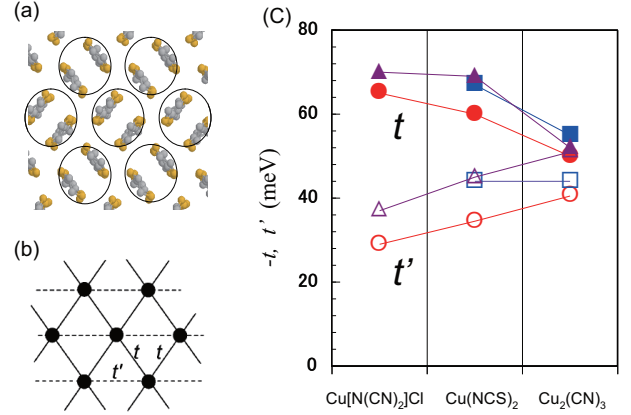 (a)
(b)
t t
t'
(C)
80
60
40
20
0
-t, t' (meV)
t
t'
Cu[N(CN)2]Cl Cu(NCS)2 Cu2(CN)3